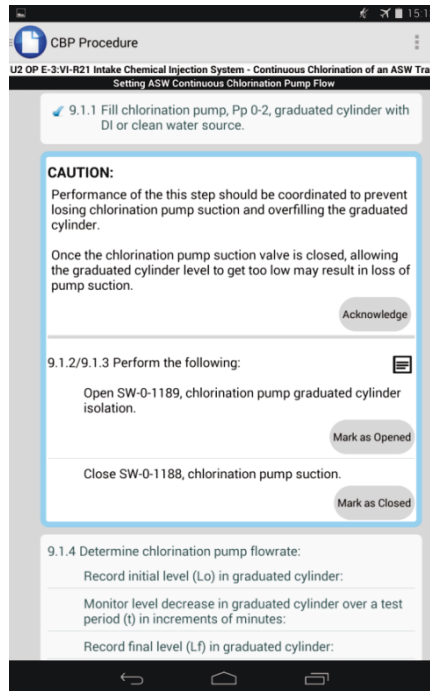 15:1
CBP Procedure
U2 OP E-3:VI-R21 Intake Chemical Injection System - Continuous Chlorination of an ASW Tra
Setting ASW Continuous Chlorination Pump Flow
9.1.1 Fill chlorination pump, Pp 0-2, graduated cylinder with
DI or clean water source.
CAUTION:
Performance of the this step should be coordinated to prevent
losing chlorination pump suction and overfilling the graduated
cylinder.
Once the chlorination pump suction valve is closed, allowing
the graduated cylinder level to get too low may result in loss of
pump suction.
Acknowledge
9.1.2/9.1.3 Perform the following:
Open SW-0-1189, chlorination pump graduated cylinder
isolation.
Mark as Opened
Close SW-0-1188, chlorination pump suction.
Mark as Closed
9.1.4 Determine chlorination pump flowrate:
Record initial level (Lo) in graduated cylinder:
Monitor level decrease in graduated cylinder over a test
period (t) in increments of minutes:
Record final level (Lf) in graduated cylinder: